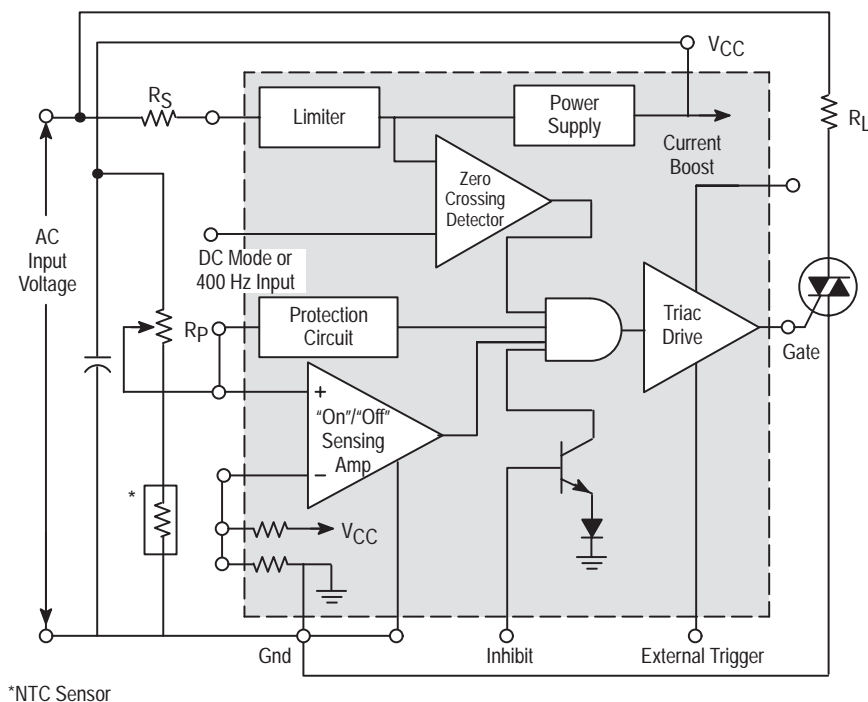 VCC
RS
Limiter
Power
Supply
RL
Current
Boost
Zero
Crossing
Detector
AC
Input
Voltage
DC Mode or
400 Hz Input
Protection
Circuit
RP
Triac
Drive
Gate
+
“On”/“Off”
Sensing
Amp
−
*
VCC
Gnd
Inhibit
External Trigger
*NTC Sensor